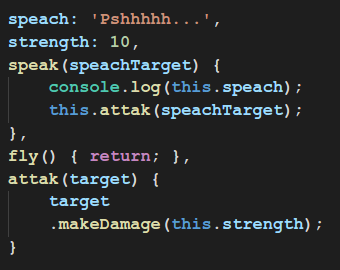 speach: 'Pshhhhh...',
strength: 10,
speak(speachTarget) {
    console.log(this.speach);
    this.attak(speachTarget);
},
fly() { return; },
attak(target) {
    target
    .makeDamage(this.strength);
}